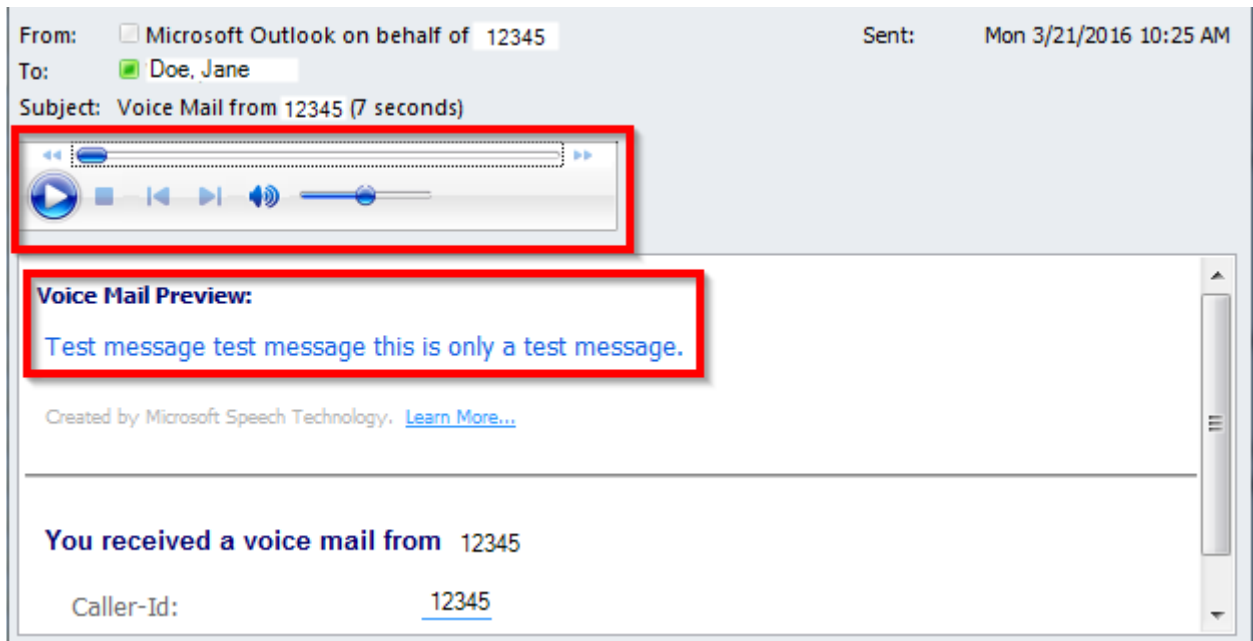 From: Microsoft Outlook on behalf of 12345 Sent: Mon 3/21/2016 10:25 AM
To: Doe, Jane
Subject: Voice Mail from 12345 (7 seconds)
Voice Mail Preview:
Test message test message this is only a test message.
Created by Microsoft Speech Technology. Learn More...
You received a voice mail from 12345
Caller-Id: 12345